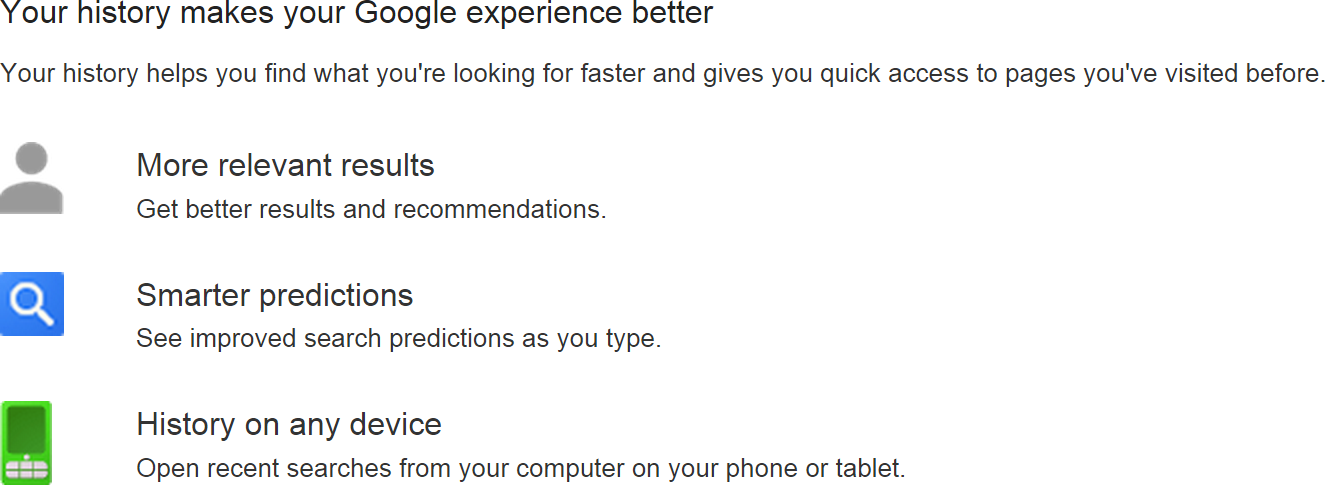 Your history makes your Google experience better
Your history helps you find what you're looking for faster and gives you quick access to pages you've visited before.
More relevant results
Get better results and recommendations.
Smarter predictions
See improved search predictions as you type.
History on any device
Open recent searches from your computer on your phone or tablet.